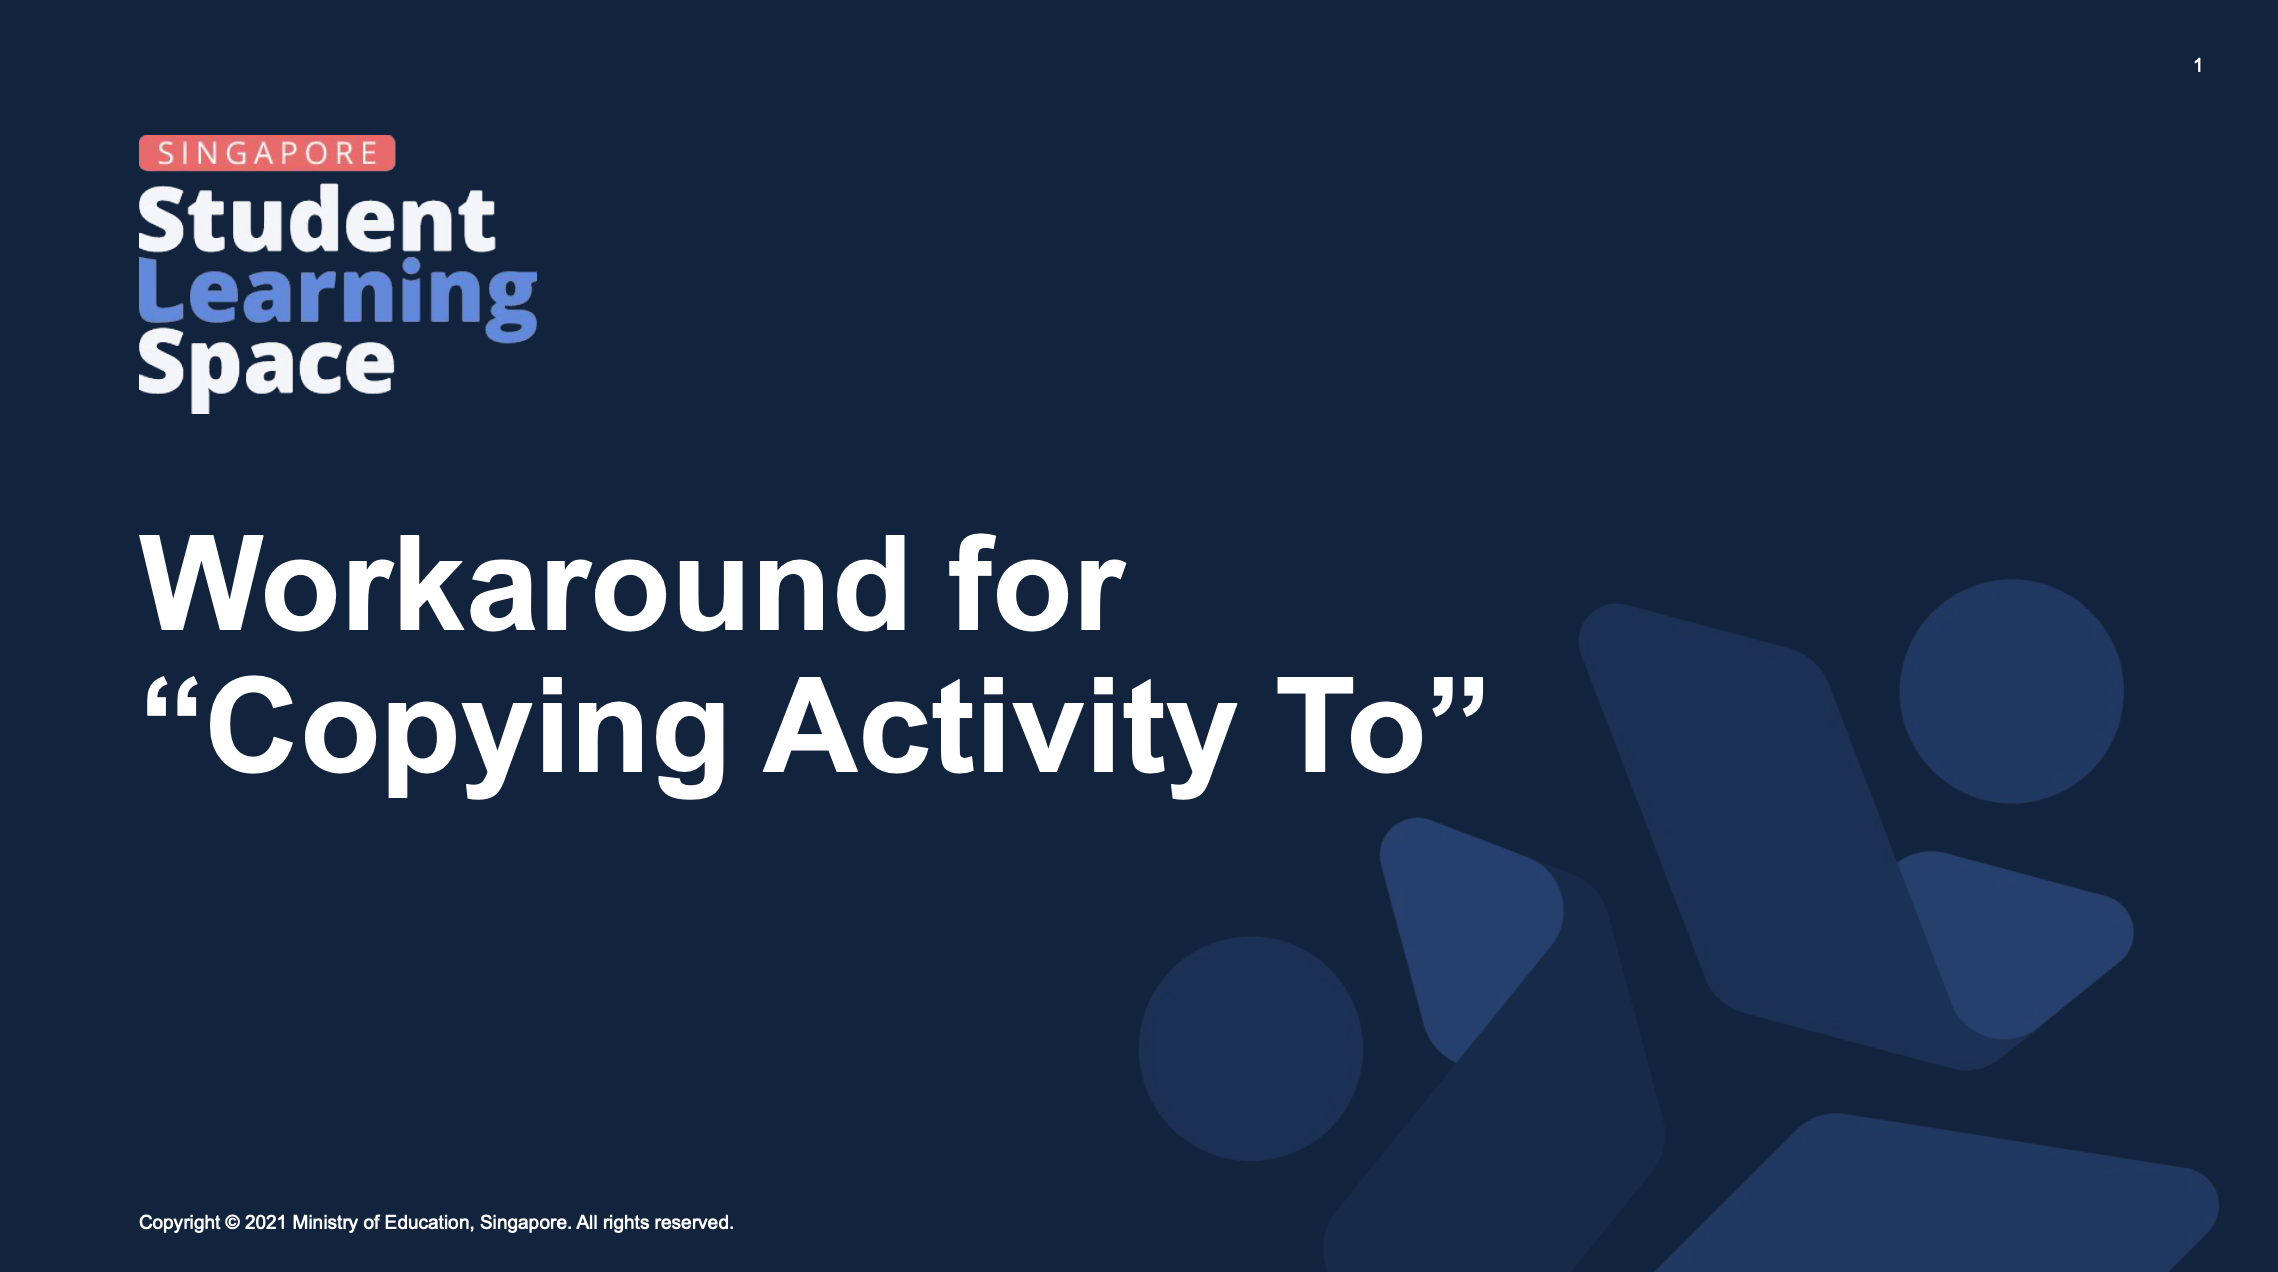 1
SINGAPORE
Student
Learning
Space
Workaround for
“Copying Activity To”
Copyright © 2021 Ministry of Education, Singapore. All rights reserved.